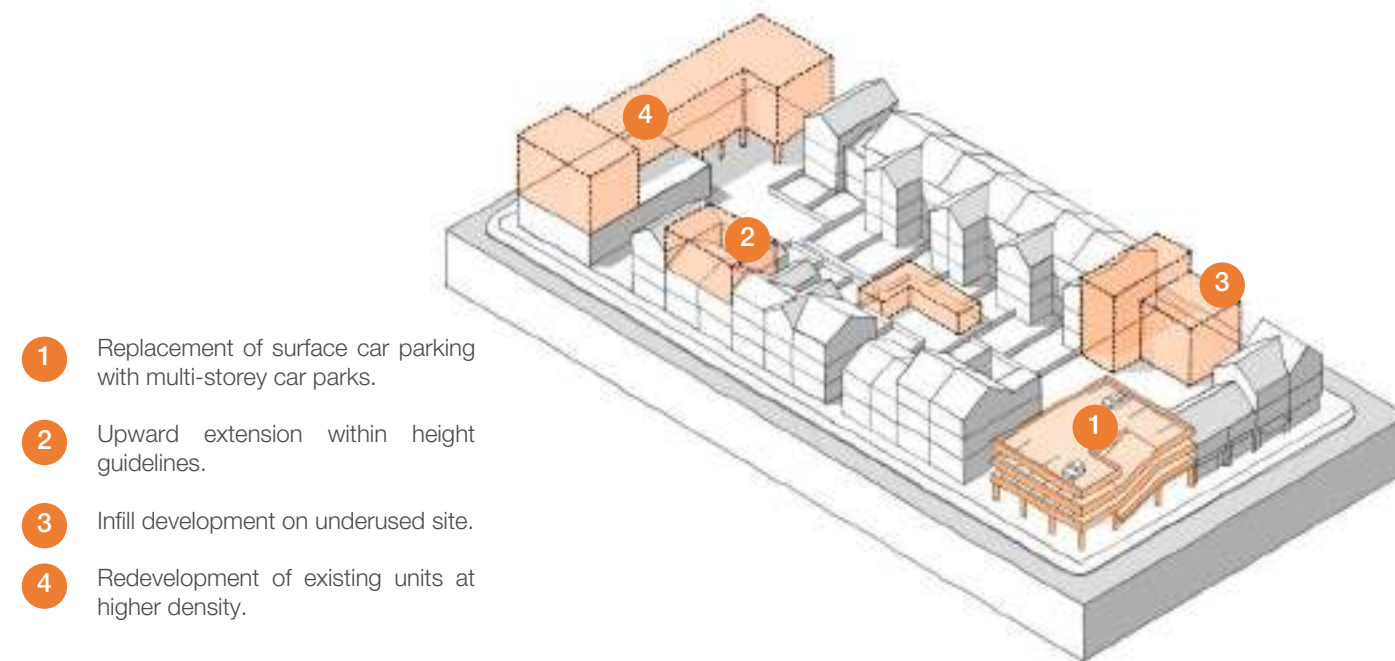 1 Replacement of surface car parking
with multi-storey car parks.
2 Upward extension within height
guidelines.
3 Infill development on underused site.
4 Redevelopment of existing units at
higher density.
4
2
3
1